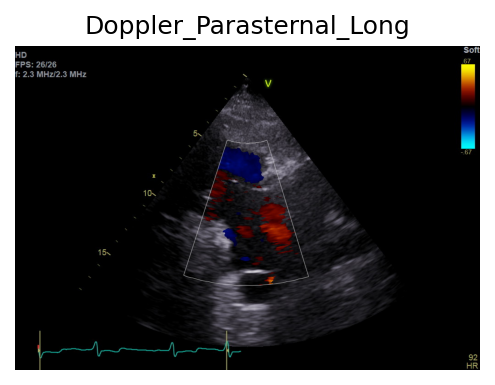 Doppler_Parasternal_Long
HD
FPS: 26/26
f: 2.3 MHz/2.3 MHz
Soft
67
V
-67
5
10
15
92
HR